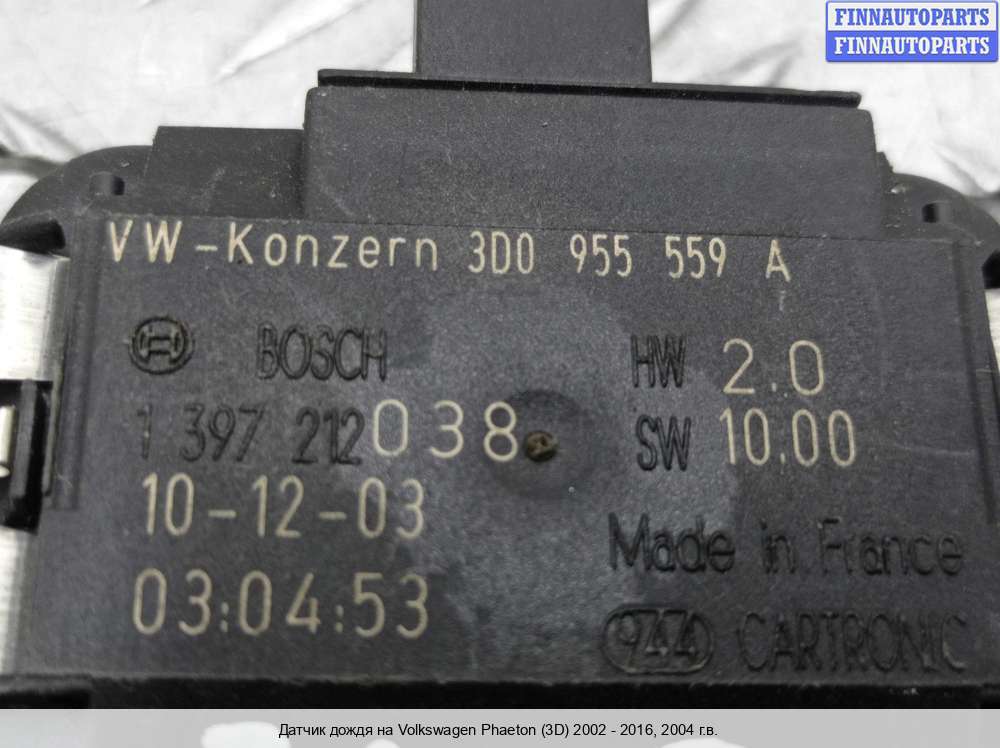 FINNAUTOPARTS
FINNAUTOPARTS
VW-Konzern 3D0 955 559 A
BOSCH HW 2.0
1 397 212 038 SW 10.00
10-12-03
Made in France
03:04:53
944 CARTRONIC
Датчик дождя на Volkswagen Phaeton (3D) 2002 - 2016, 2004 г.в.